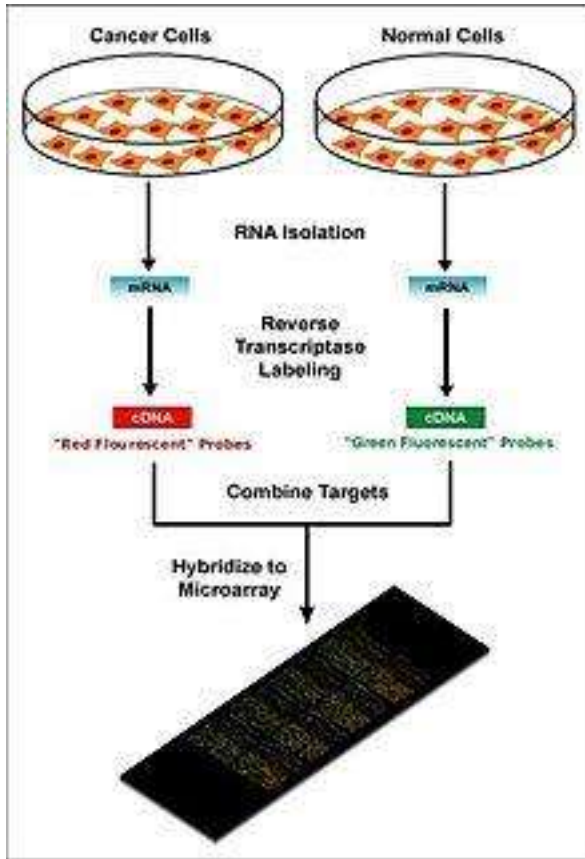 Cancer Cells
Normal Cells
RNA Isolation
mRNA
mRNA
Reverse
Transcriptase
Labeling
cDNA
cDNA
"Red Flourescent" Probes
"Green Fluorescent" Probes
Combine Targets
Hybridize to
Microarray